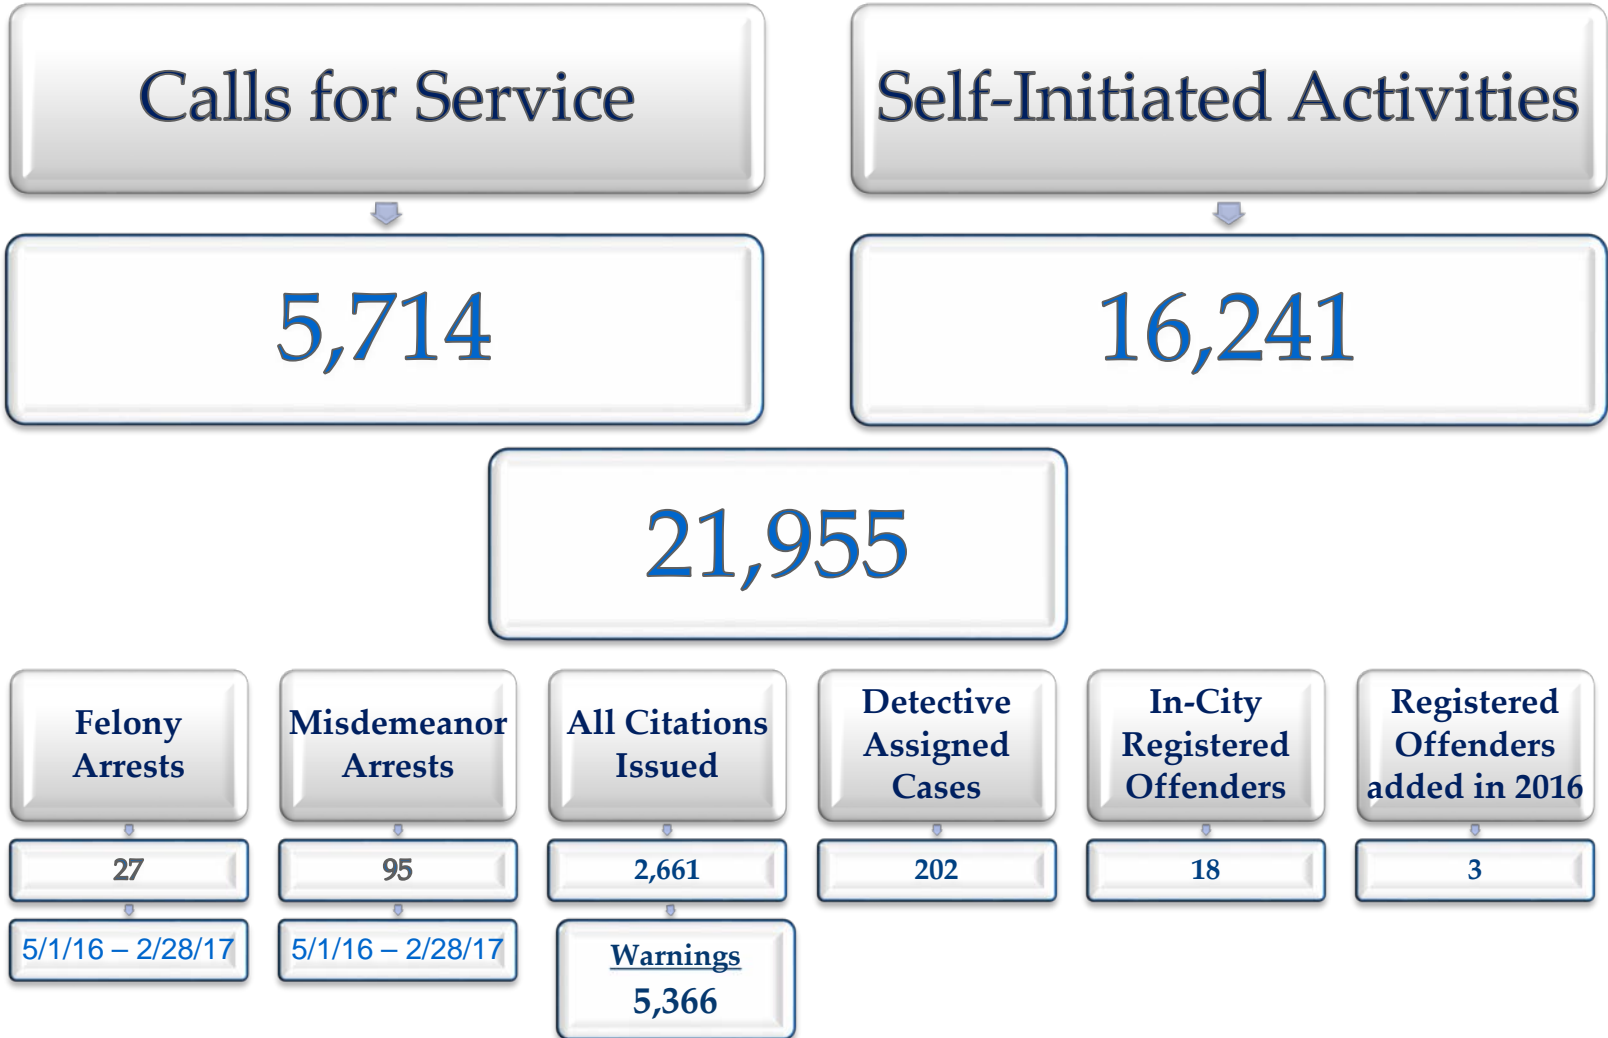 Calls for Service
Self-Initiated Activities
5,714
16,241
21,955
Felony
Arrests
27
5/1/16 – 2/28/17
Misdemeanor
Arrests
95
5/1/16 – 2/28/17
All Citations
Issued
2,661
Warnings
5,366
Detective
Assigned
Cases
202
In-City
Registered
Offenders
18
Registered
Offenders
added in 2016
3